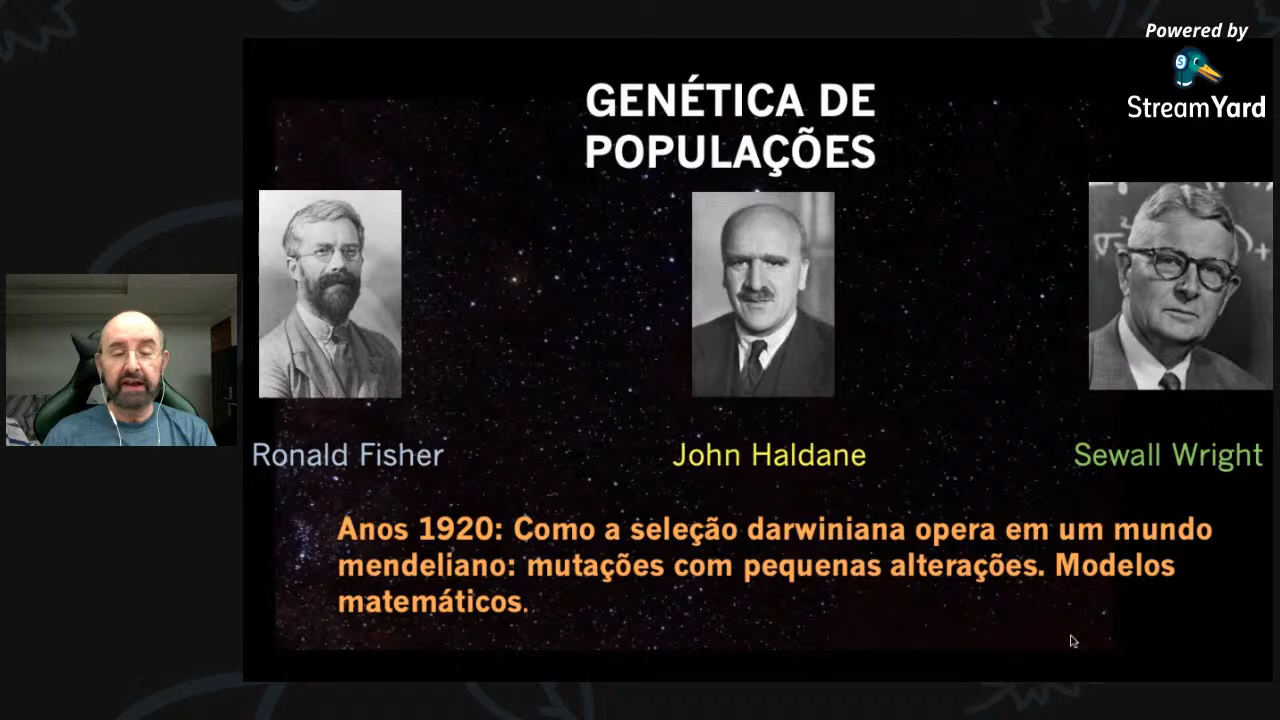 Powered by
StreamYard
GENÉTICA DE
POPULAÇÕES
Ronald Fisher
John Haldane
Sewall Wright
Anos 1920: Como a seleção darwiniana opera em um mundo
mendeliano: mutações com pequenas alterações. Modelos
matemáticos.